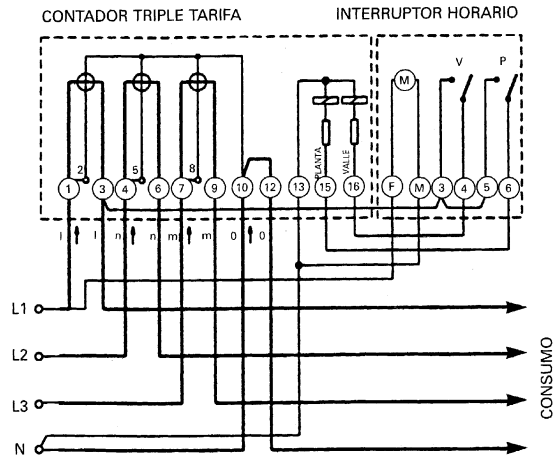 CONTADOR TRIPLE TARIFA
INTERRUPTOR HORARIO
M
V
P
PLANTA
VALLE
2
5
8
1
3
4
6
7
9
10
12
13
15
16
F
M
3
4
5
6
I
I
n
n
m
m
0
0
L1
L2
L3
N
CONSUMO